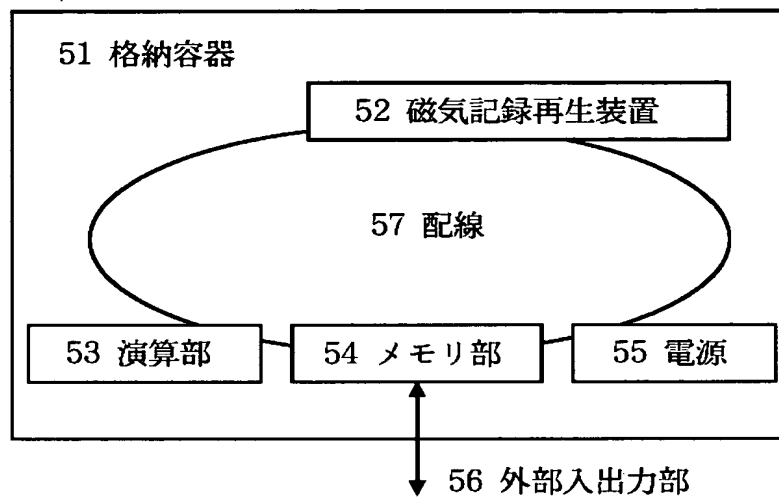 51 格納容器
52 磁気記録再生装置
57 配線
53 演算部
54 メモリ部
55 電源
56 外部入出力部